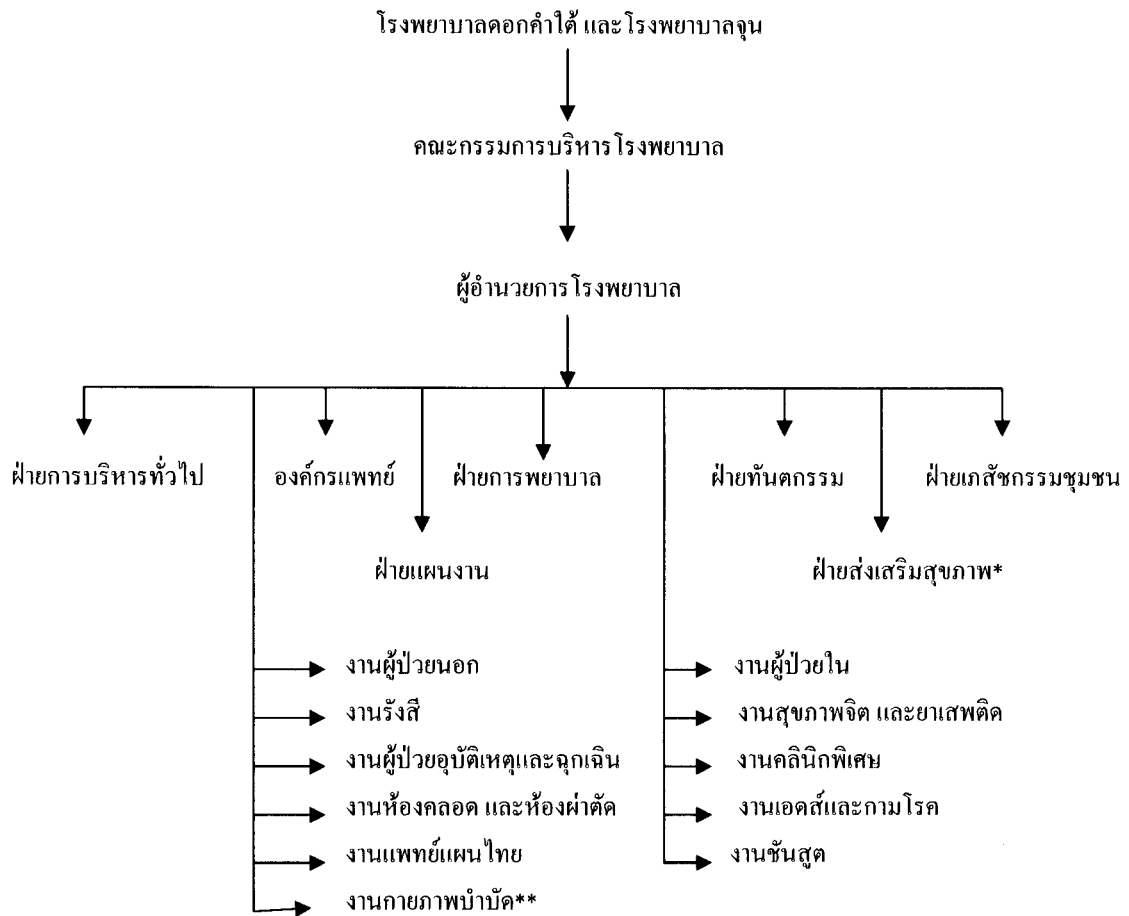 โรงพยาบาลดอกคำใต้ และโรงพยาบาลจุน
คณะกรรมการบริหารโรงพยาบาล
ผู้อำนวยการโรงพยาบาล
ฝ่ายการบริหารทั่วไป
องค์กรแพทย์
ฝ่ายการพยาบาล
ฝ่ายทันตกรรม
ฝ่ายเภสัชกรรมชุมชน
ฝ่ายแผนงาน
ฝ่ายส่งเสริมสุขภาพ*
งานผู้ป่วยนอก
งานรังสี
งานผู้ป่วยอุบัติเหตุและฉุกเฉิน
งานห้องคลอด และห้องผ่าตัด
งานแพทย์แผนไทย
งานกายภาพบำบัด**
งานผู้ป่วยใน
งานสุขภาพจิต และยาเสพติด
งานคลินิกพิเศษ
งานเอดส์และกามโรค
งานชันสูต